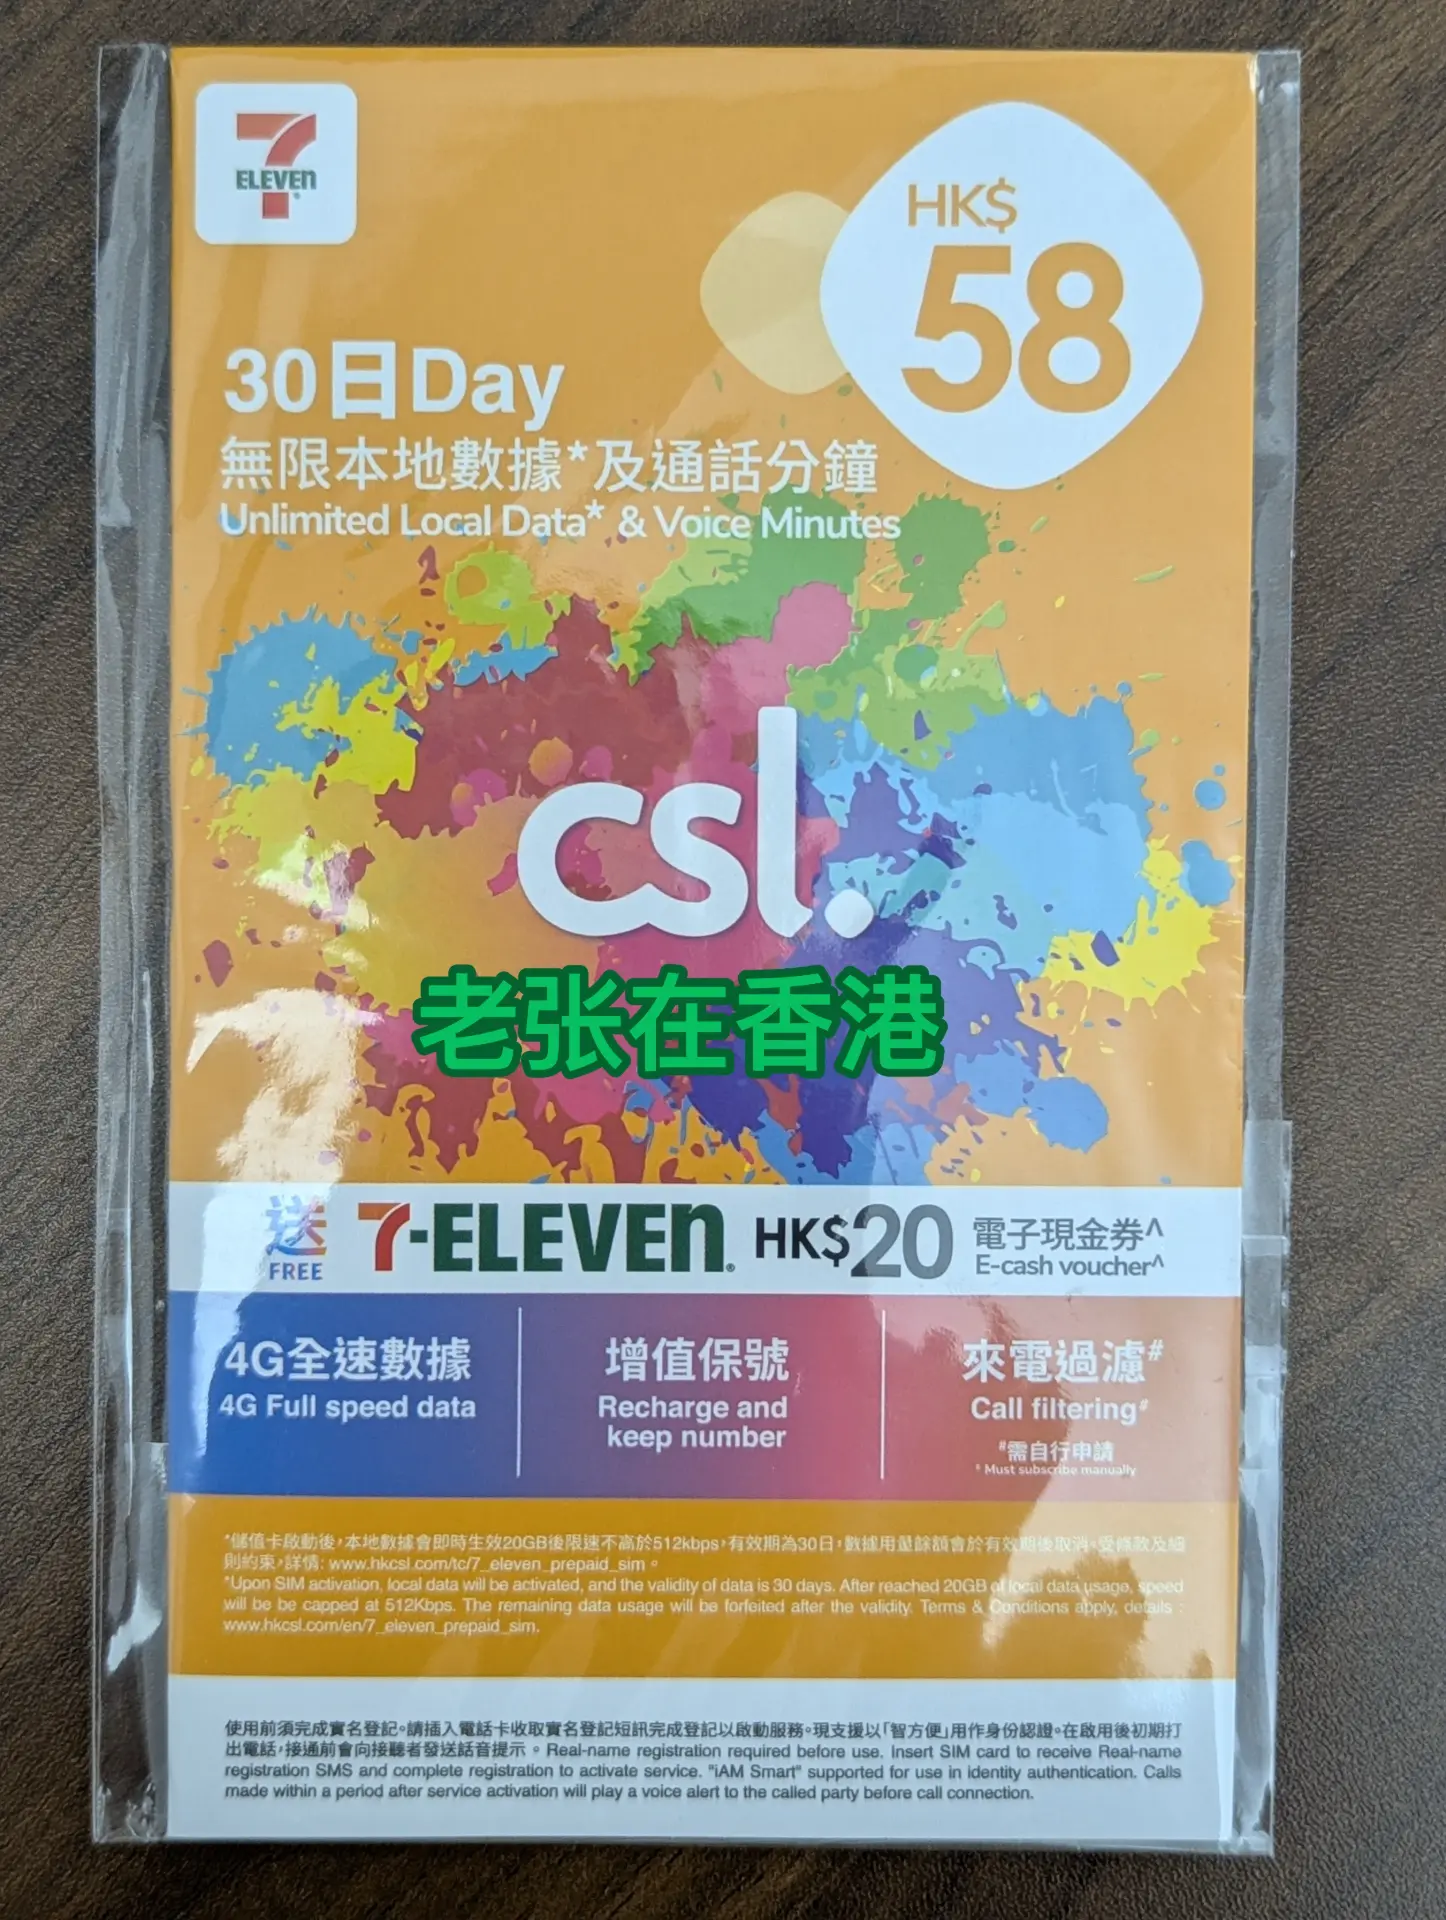 7
ELEVEN
HK$
58
30日Day
無限本地數據*及通話分鐘
Unlimited Local Data* & Voice Minutes
csl.
老张在香港
送
FREE
7-ELEVEN®
HK$20
電子現金券^
E-cash voucher^
4G全速數據
4G Full speed data
增值保號
Recharge and
keep number
來電過濾#
Call filtering#
#需自行申請
# Must subscribe manually
*儲值卡啟動後，本地數據會即時生效20GB後限速不高於512kbps，有效期為30日，數據用量餘額會於有效期後取消。受條款及細
則約束，詳情: www.hkcsl.com/tc/7_eleven_prepaid_sim。
*Upon SIM activation, local data will be activated, and the validity of data is 30 days. After reached 20GB of local data usage, speed
will be be capped at 512Kbps. The remaining data usage will be forfeited after the validity. Terms & Conditions apply, details :
www.hkcsl.com/en/7_eleven_prepaid_sim.
使用前須完成實名登記。請插入電話卡收取實名登記短訊完成登記以啟動服務。現支援以「智方便」用作身份認證。在啟用後初期打
出電話，接通前會向接聽者發送話音提示。Real-name registration required before use. Insert SIM card to receive Real-name
registration SMS and complete registration to activate service. "iAM Smart" supported for use in identity authentication. Calls
made within a period after service activation will play a voice alert to the called party before call connection.